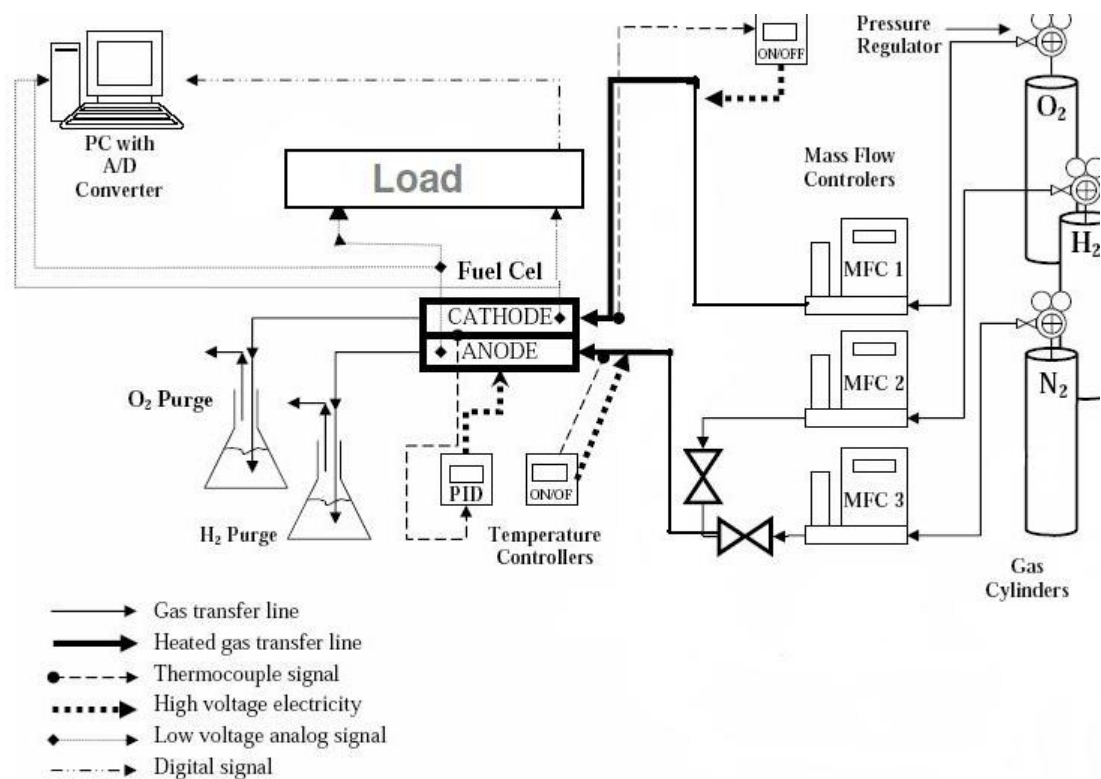 Pressure
Regulator
ON/OFF
O2
PC with
A/D
Converter
Load
Mass Flow
Controlers
H2
MFC 1
Fuel Cel
CATHODE
ANODE
MFC 2
N2
O2 Purge
MFC 3
PID
ON/OF
H2 Purge
Temperature
Controllers
Gas
Cylinders
Gas transfer line
Heated gas transfer line
Thermocouple signal
High voltage electricity
Low voltage analog signal
Digital signal